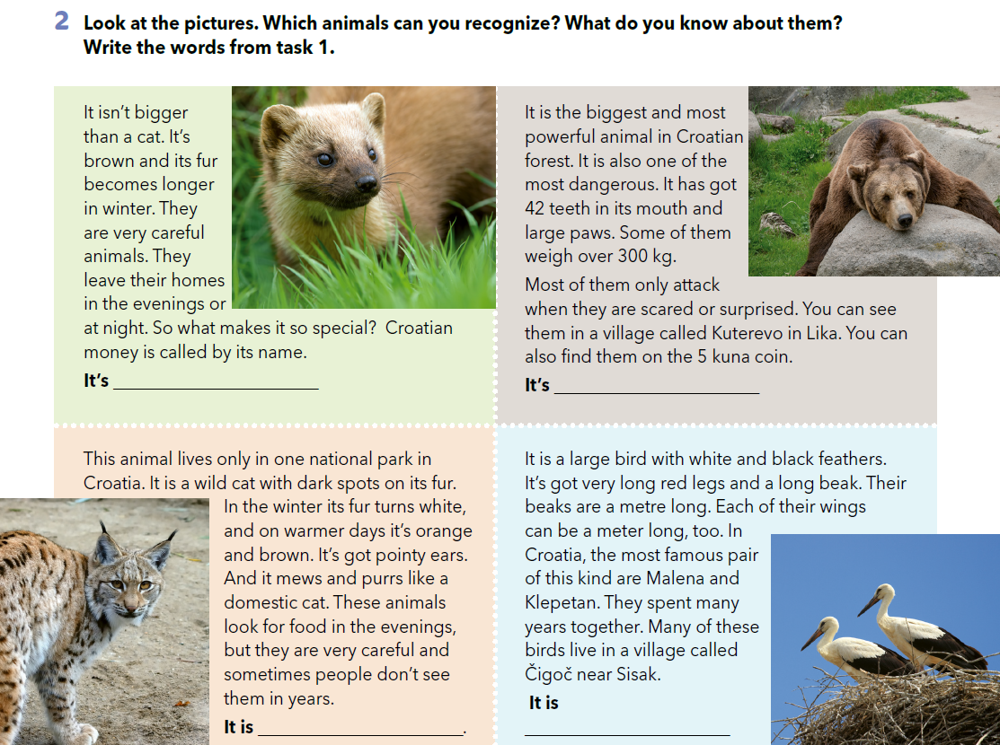 2 Look at the pictures. Which animals can you recognize? What do you know about them?
Write the words from task 1.
It isn't bigger
than a cat. It's
brown and its fur
becomes longer
in winter. They
are very careful
animals. They
leave their homes
in the evenings or
at night. So what makes it so special? Croatian
money is called by its name.
It's ______________________
It is the biggest and most
powerful animal in Croatian
forest. It is also one of the
most dangerous. It has got
42 teeth in its mouth and
large paws. Some of them
weigh over 300 kg.
Most of them only attack
when they are scared or surprised. You can see
them in a village called Kuterevo in Lika. You can
also find them on the 5 kuna coin.
It's ______________________
This animal lives only in one national park in
Croatia. It is a wild cat with dark spots on its fur.
In the winter its fur turns white,
and on warmer days it's orange
and brown. It's got pointy ears.
And it mews and purrs like a
domestic cat. These animals
look for food in the evenings,
but they are very careful and
sometimes people don't see
them in years.
It is ______________________.
It is a large bird with white and black feathers.
It's got very long red legs and a long beak. Their
beaks are a metre long. Each of their wings
can be a meter long, too. In
Croatia, the most famous pair
of this kind are Malena and
Klepetan. They spent many
years together. Many of these
birds live in a village called
Čigoč near Sisak.
It is
______________________